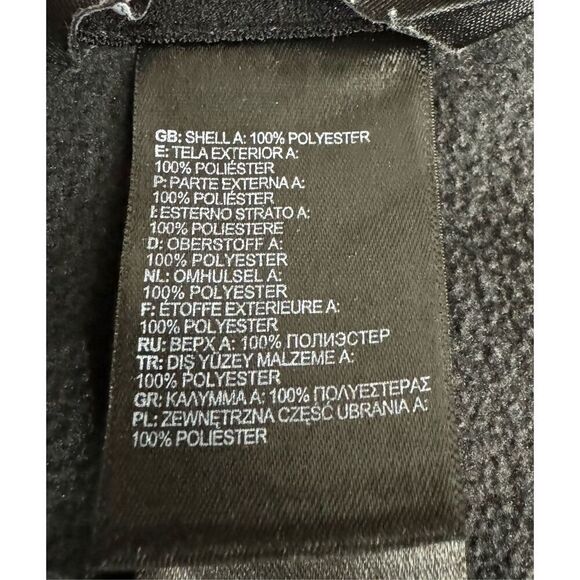 GB: SHELL A: 100% POLYESTER
E: TELA EXTERIOR A:
100% POLIÉSTER
P: PARTE EXTERNA A:
100% POLIÉSTER
I: ESTERNO STRATO A:
100% POLIESTERE
D: OBERSTOFF A:
100% POLYESTER
NL: OMHULSEL A:
100% POLYESTER
F: ÉTOFFE EXTERIEURE A:
100% POLYESTER
RU: ВЕРХ А: 100% ПОЛИЭСТЕР
TR: DIŞ YÜZEY MALZEME A:
100% POLYESTER
GR: ΚΑΛΥΜΜΑ Α: 100% ΠΟΛΥΕΣΤΕΡΑΣ
PL: ZEWNĘTRZNA CZĘŚĆ UBRANIA A:
100% POLIESTER